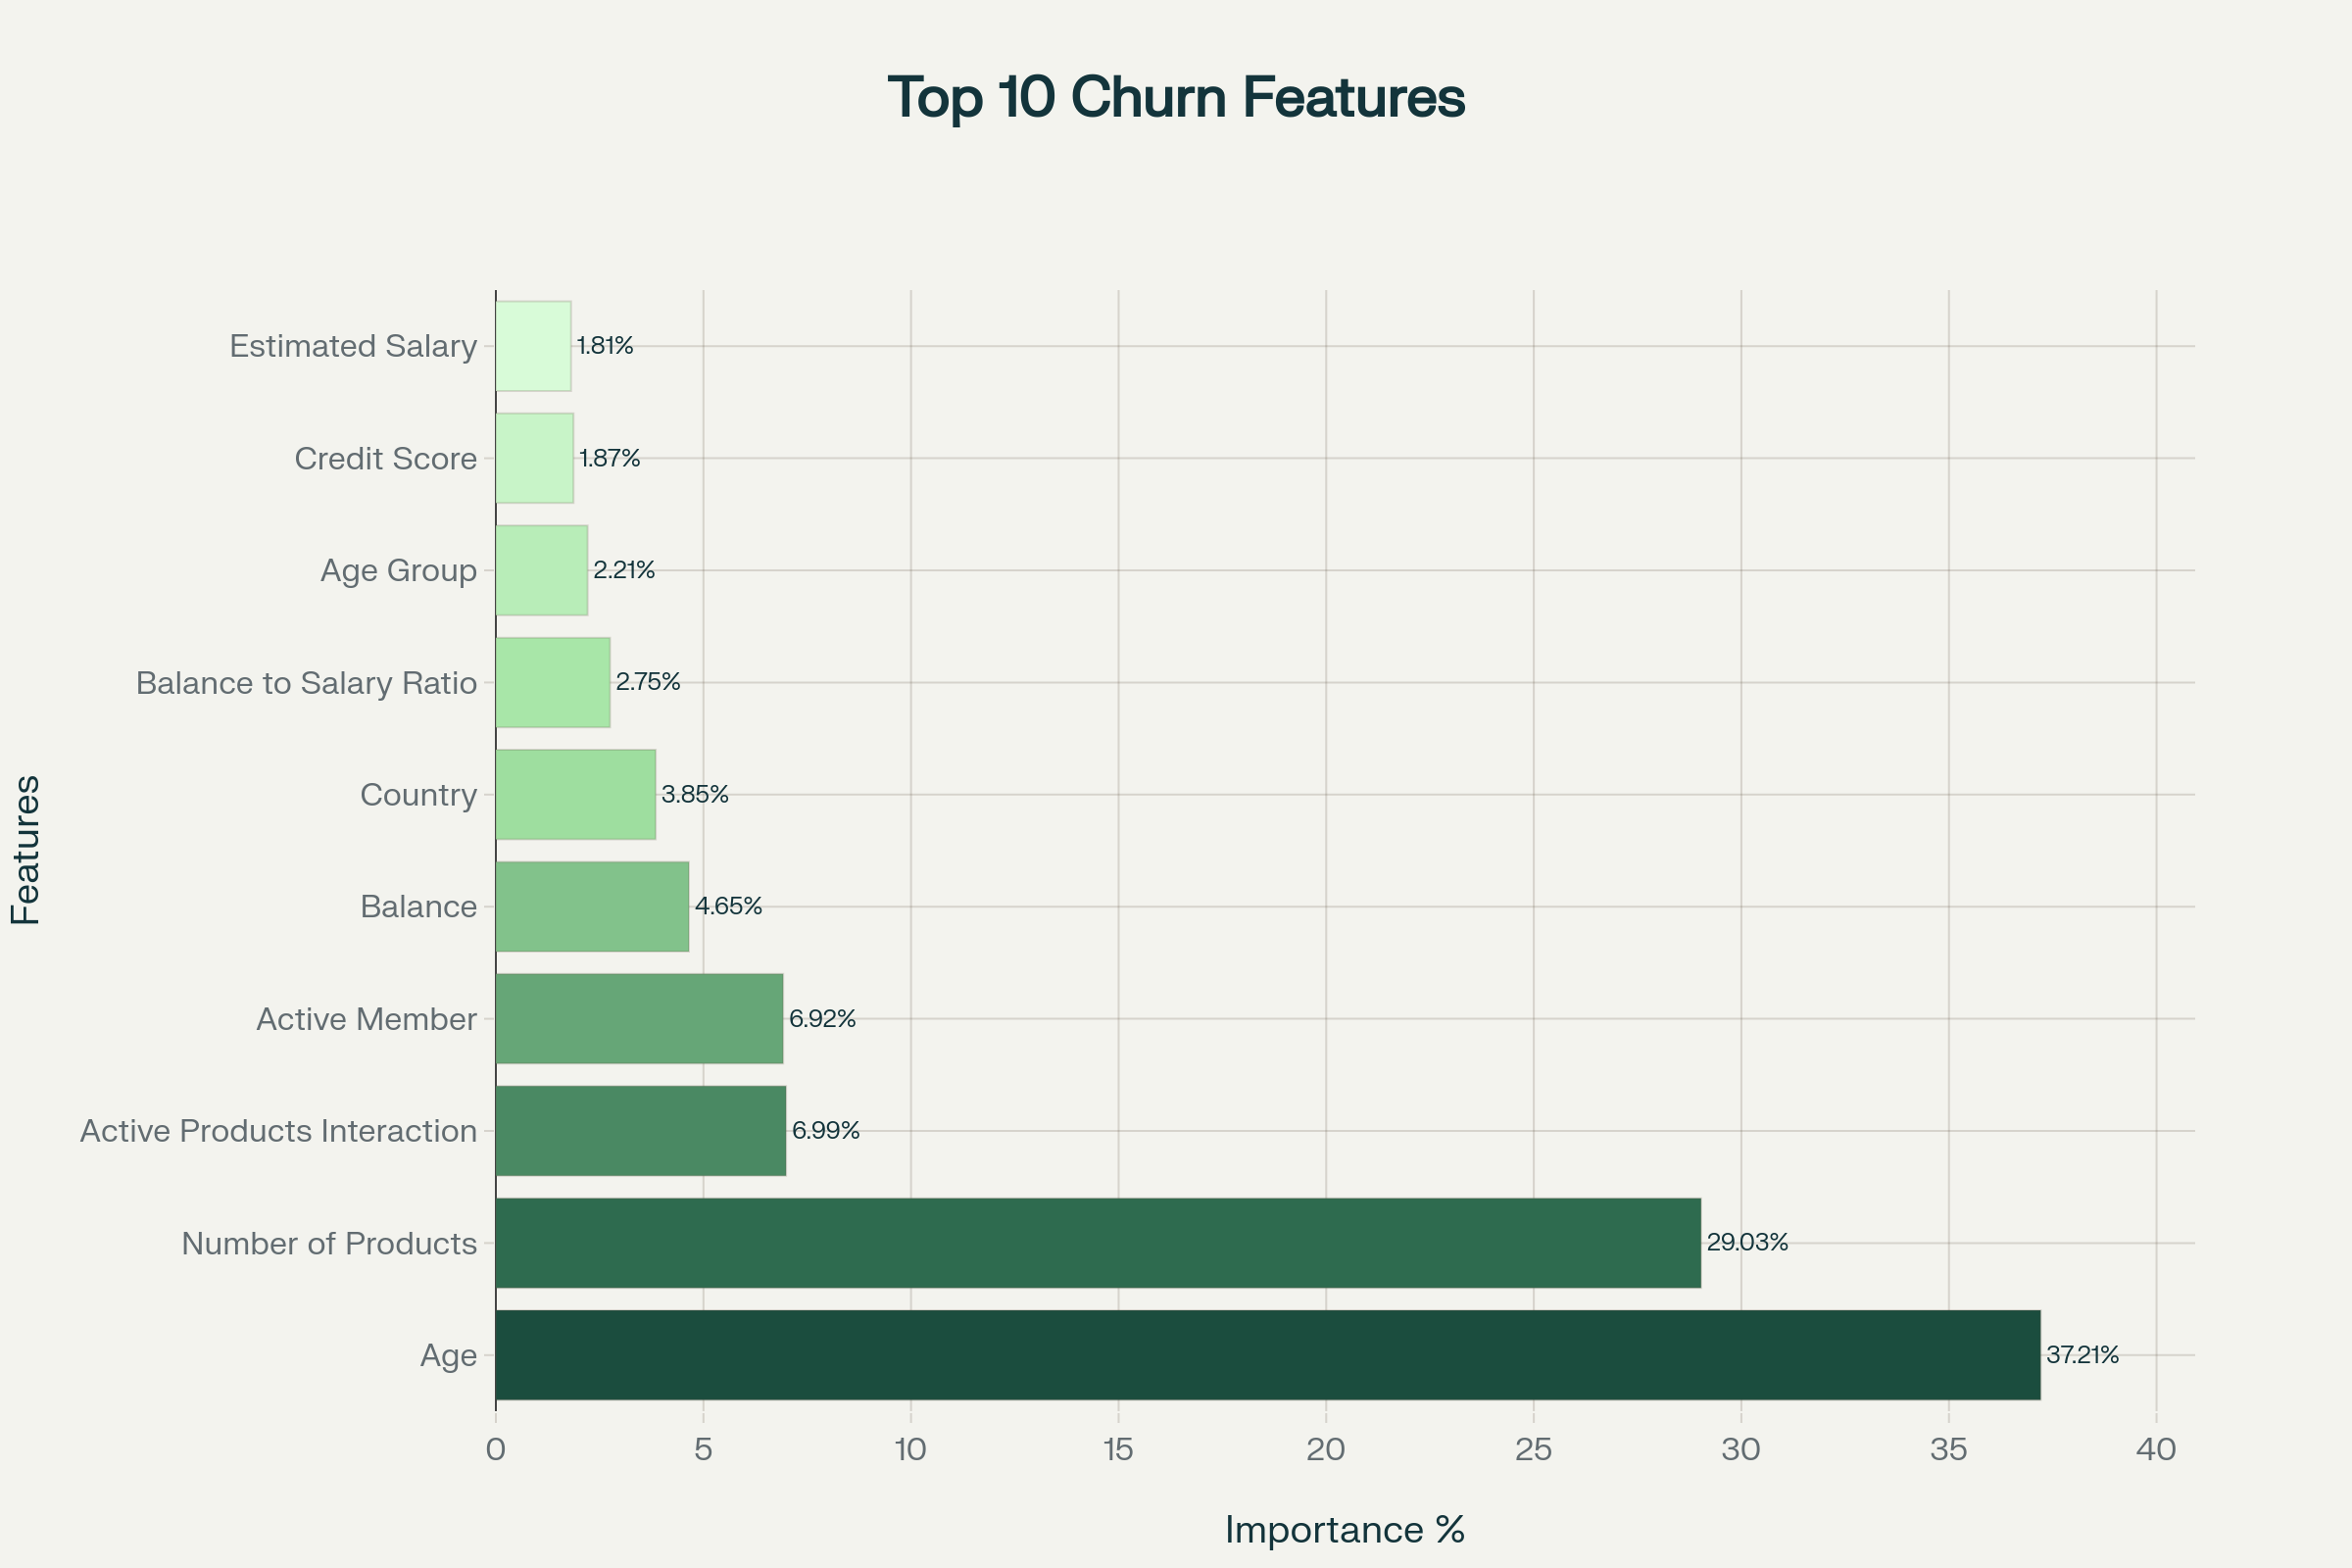 Top 10 Churn Features
Estimated Salary 1.81%
Credit Score 1.87%
Age Group 2.21%
Balance to Salary Ratio 2.75%
Country 3.85%
Balance 4.65%
Active Member 6.92%
Active Products Interaction 6.99%
Number of Products 29.03%
Age 37.21%
Features
0 5 10 15 20 25 30 35 40
Importance %